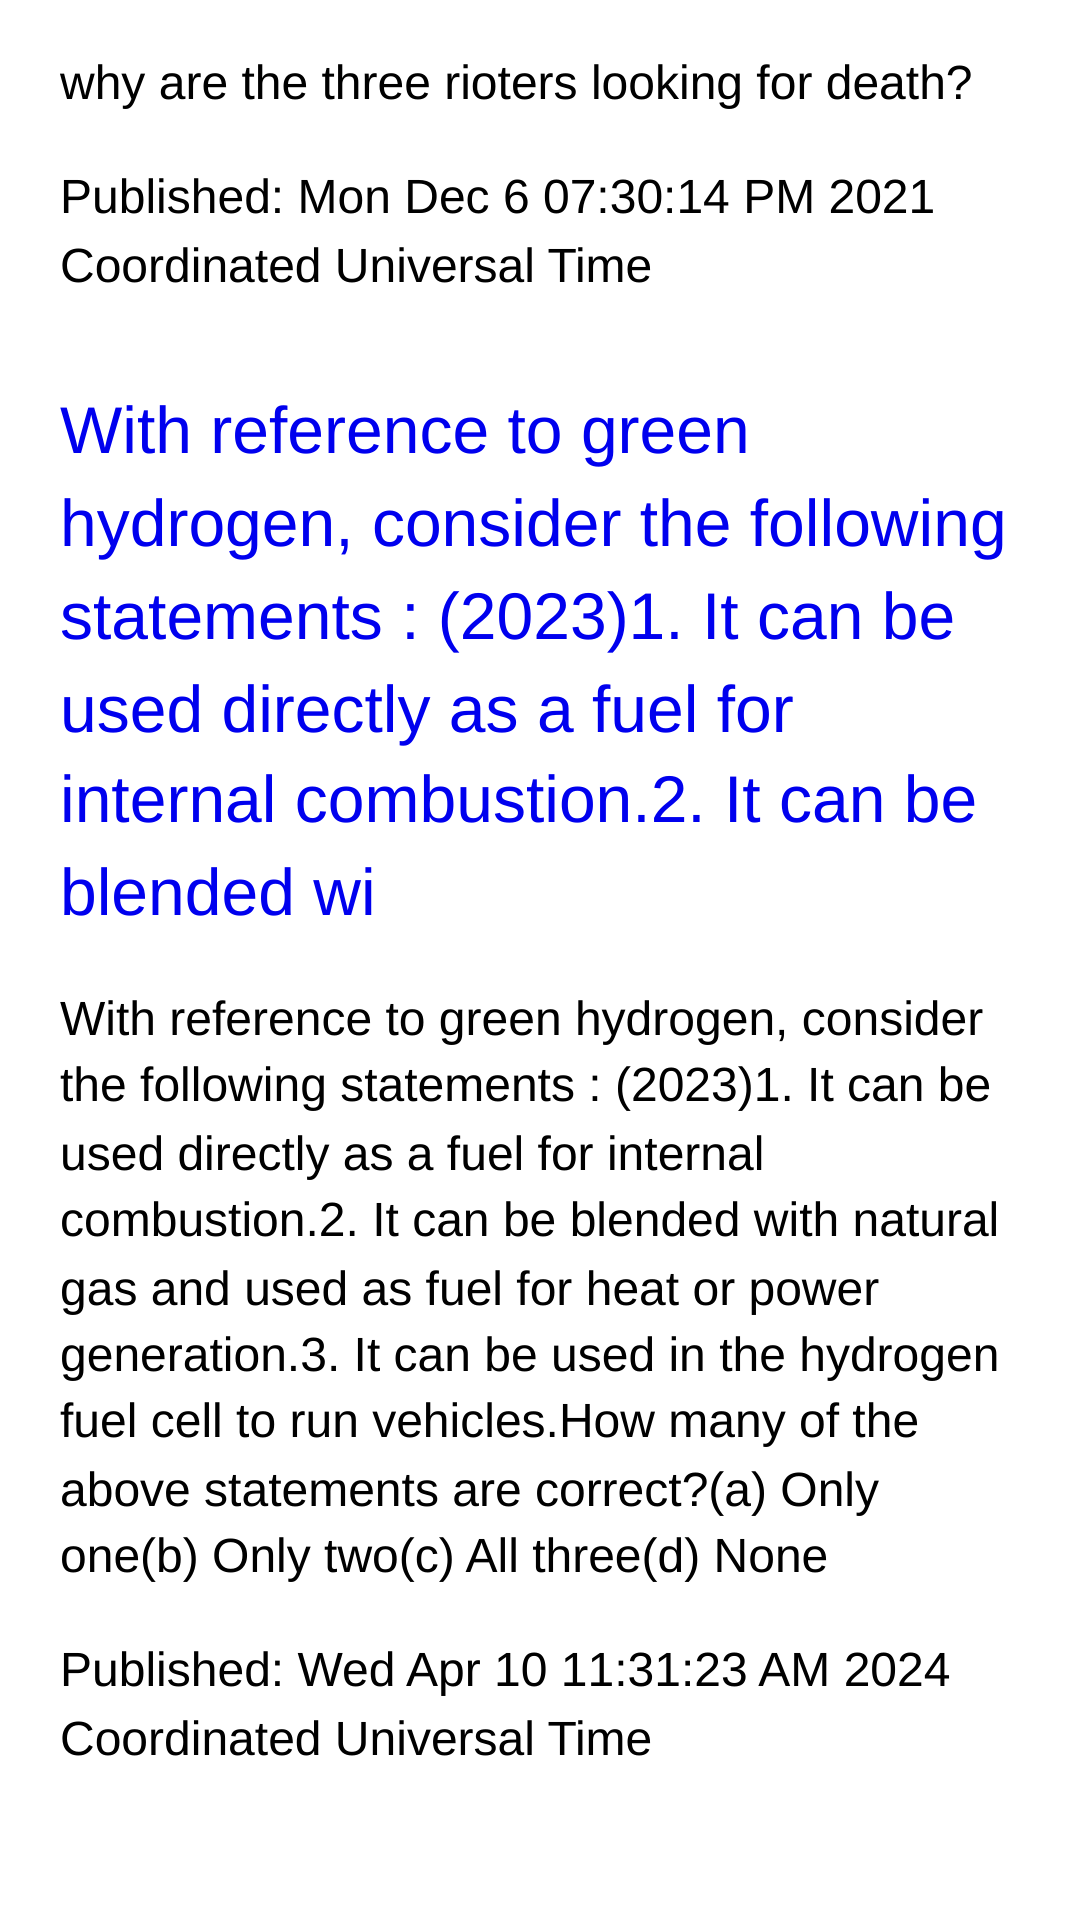 why are the three rioters looking for death?
Published: Mon Dec 6 07:30:14 PM 2021
Coordinated Universal Time
With reference to green
hydrogen, consider the following
statements : (2023)1. It can be
used directly as a fuel for
internal combustion.2. It can be
blended wi
With reference to green hydrogen, consider
the following statements : (2023)1. It can be
used directly as a fuel for internal
combustion.2. It can be blended with natural
gas and used as fuel for heat or power
generation.3. It can be used in the hydrogen
fuel cell to run vehicles.How many of the
above statements are correct?(a) Only
one(b) Only two(c) All three(d) None
Published: Wed Apr 10 11:31:23 AM 2024
Coordinated Universal Time